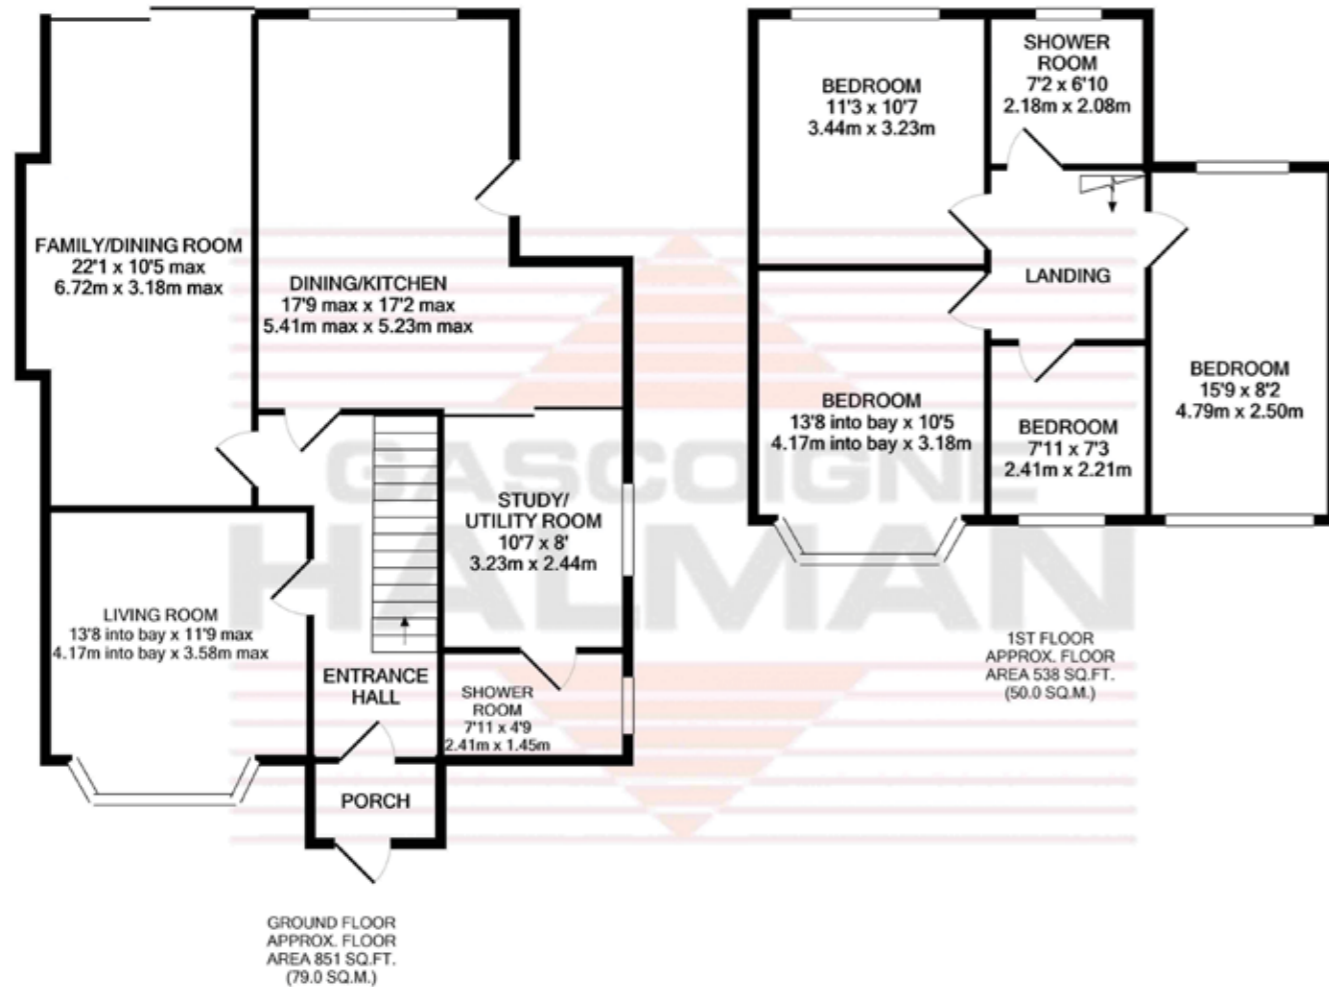 FAMILY/DINING ROOM
22'1 x 10'5 max
6.72m x 3.18m max
DINING/KITCHEN
17'9 max x 17'2 max
5.41m max x 5.23m max
STUDY/
UTILITY ROOM
10'7 x 8'
3.23m x 2.44m
LIVING ROOM
13'8 into bay x 11'9 max
4.17m into bay x 3.58m max
ENTRANCE
HALL
SHOWER
ROOM
7'11 x 4'9
2.41m x 1.45m
PORCH
GROUND FLOOR
APPROX. FLOOR
AREA 851 SQ.FT.
(79.0 SQ.M.)
BEDROOM
11'3 x 10'7
3.44m x 3.23m
SHOWER
ROOM
7'2 x 6'10
2.18m x 2.08m
LANDING
BEDROOM
13'8 into bay x 10'5
4.17m into bay x 3.18m
BEDROOM
7'11 x 7'3
2.41m x 2.21m
BEDROOM
15'9 x 8'2
4.79m x 2.50m
1ST FLOOR
APPROX. FLOOR
AREA 538 SQ.FT.
(50.0 SQ.M.)
GASCOIGNE
HALMAN